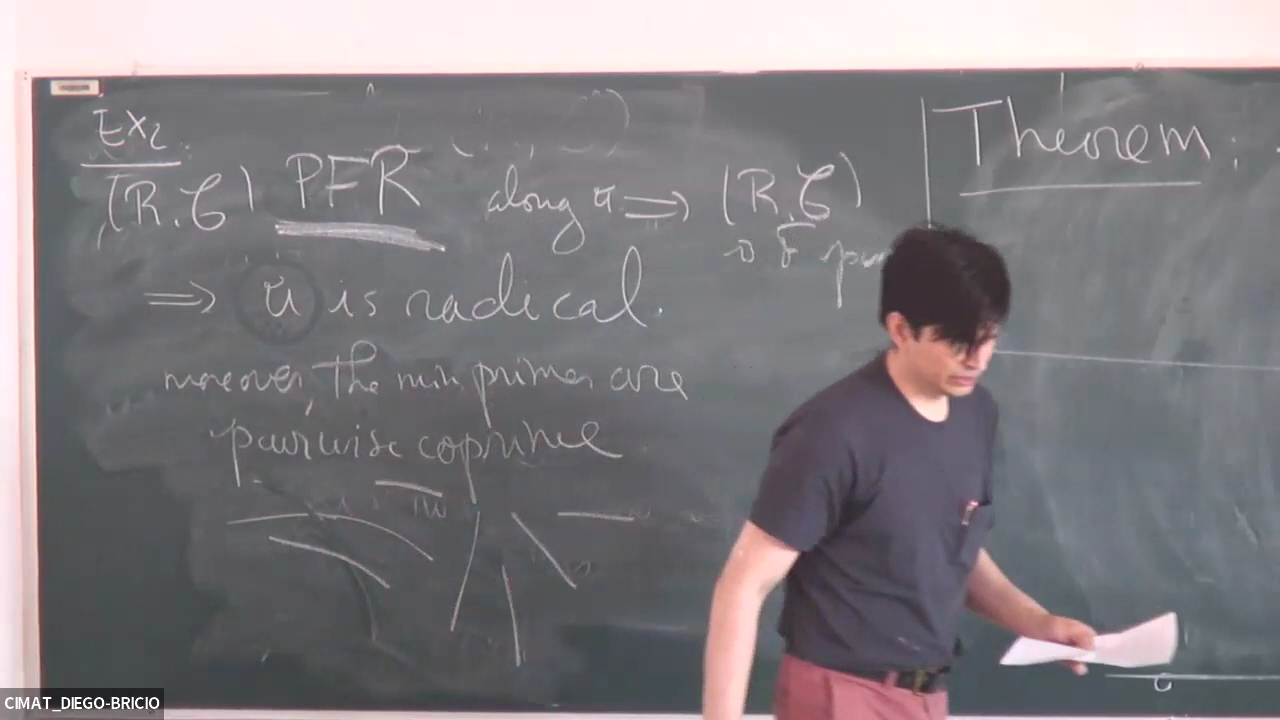 Ex2.
(R, 𝒞) PFR along 𝔞 ⟹ (R, 𝒞)
⟹ 𝔞 is radical.
moreover, the min primes are
pairwise coprime
Theorem:
CIMAT_DIEGO-BRICIO